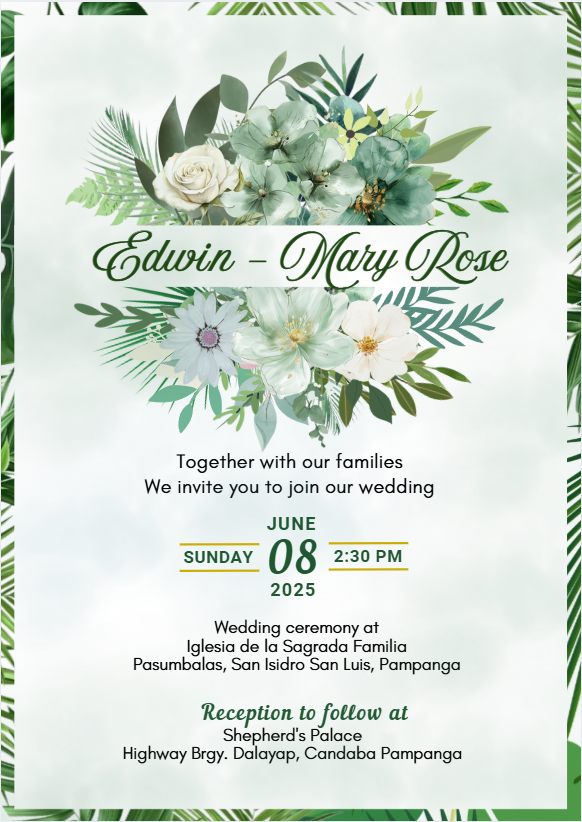 Edwin – Mary Rose
Together with our families
We invite you to join our wedding
JUNE
SUNDAY 08 2:30 PM
2025
Wedding ceremony at
Iglesia de la Sagrada Familia
Pasumbalas, San Isidro San Luis, Pampanga
Reception to follow at
Shepherd's Palace
Highway Brgy. Dalayap, Candaba Pampanga